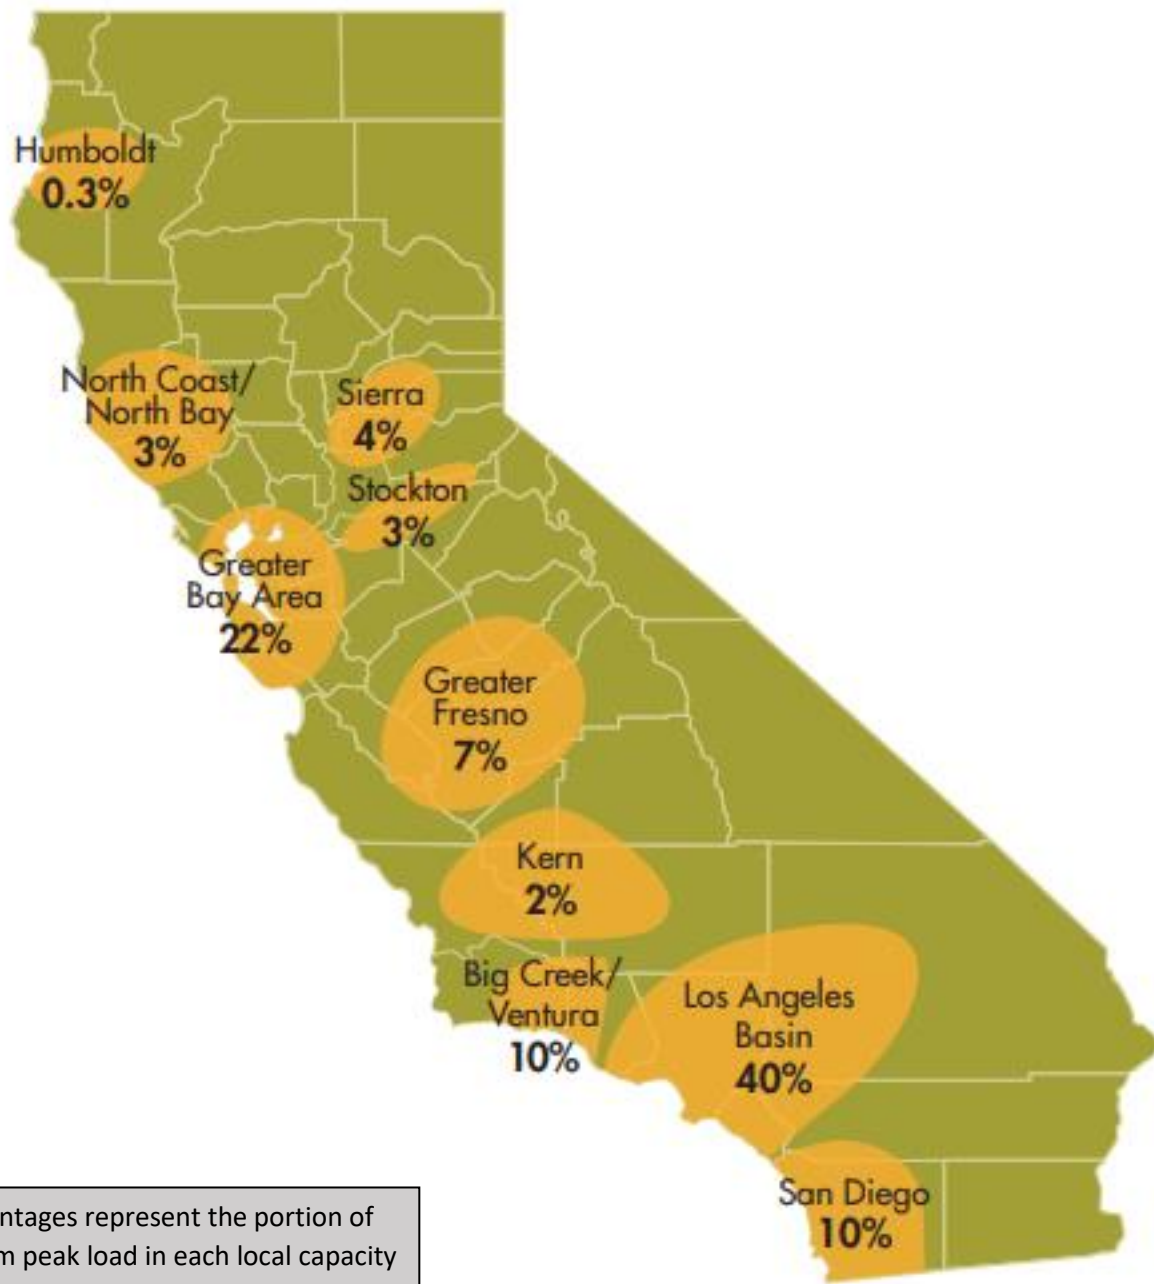 Humboldt
0.3%
North Coast/
North Bay
3%
Sierra
4%
Stockton
3%
Greater
Bay Area
22%
Greater
Fresno
7%
Kern
2%
Big Creek/
Ventura
10%
Los Angeles
Basin
40%
San Diego
10%
ntages represent the portion of
m peak load in each local capacity